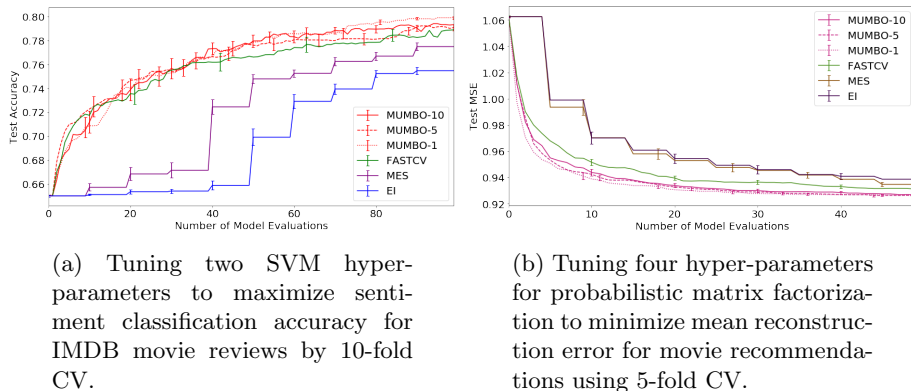 0.80
0.78
0.76
0.74
0.72
0.70
0.68
0.66
Test Accuracy
0
20
40
60
80
Number of Model Evaluations
MUMBO-10
MUMBO-5
MUMBO-1
FASTCV
MES
EI
1.06
1.04
1.02
1.00
0.98
0.96
0.94
0.92
Test MSE
0
10
20
30
40
Number of Model Evaluations
MUMBO-10
MUMBO-5
MUMBO-1
FASTCV
MES
EI
(a) Tuning two SVM hyper-
parameters to maximize senti-
ment classification accuracy for
IMDB movie reviews by 10-fold
CV.
(b) Tuning four hyper-parameters
for probabilistic matrix factoriza-
tion to minimize mean reconstruc-
tion error for movie recommenda-
tions using 5-fold CV.